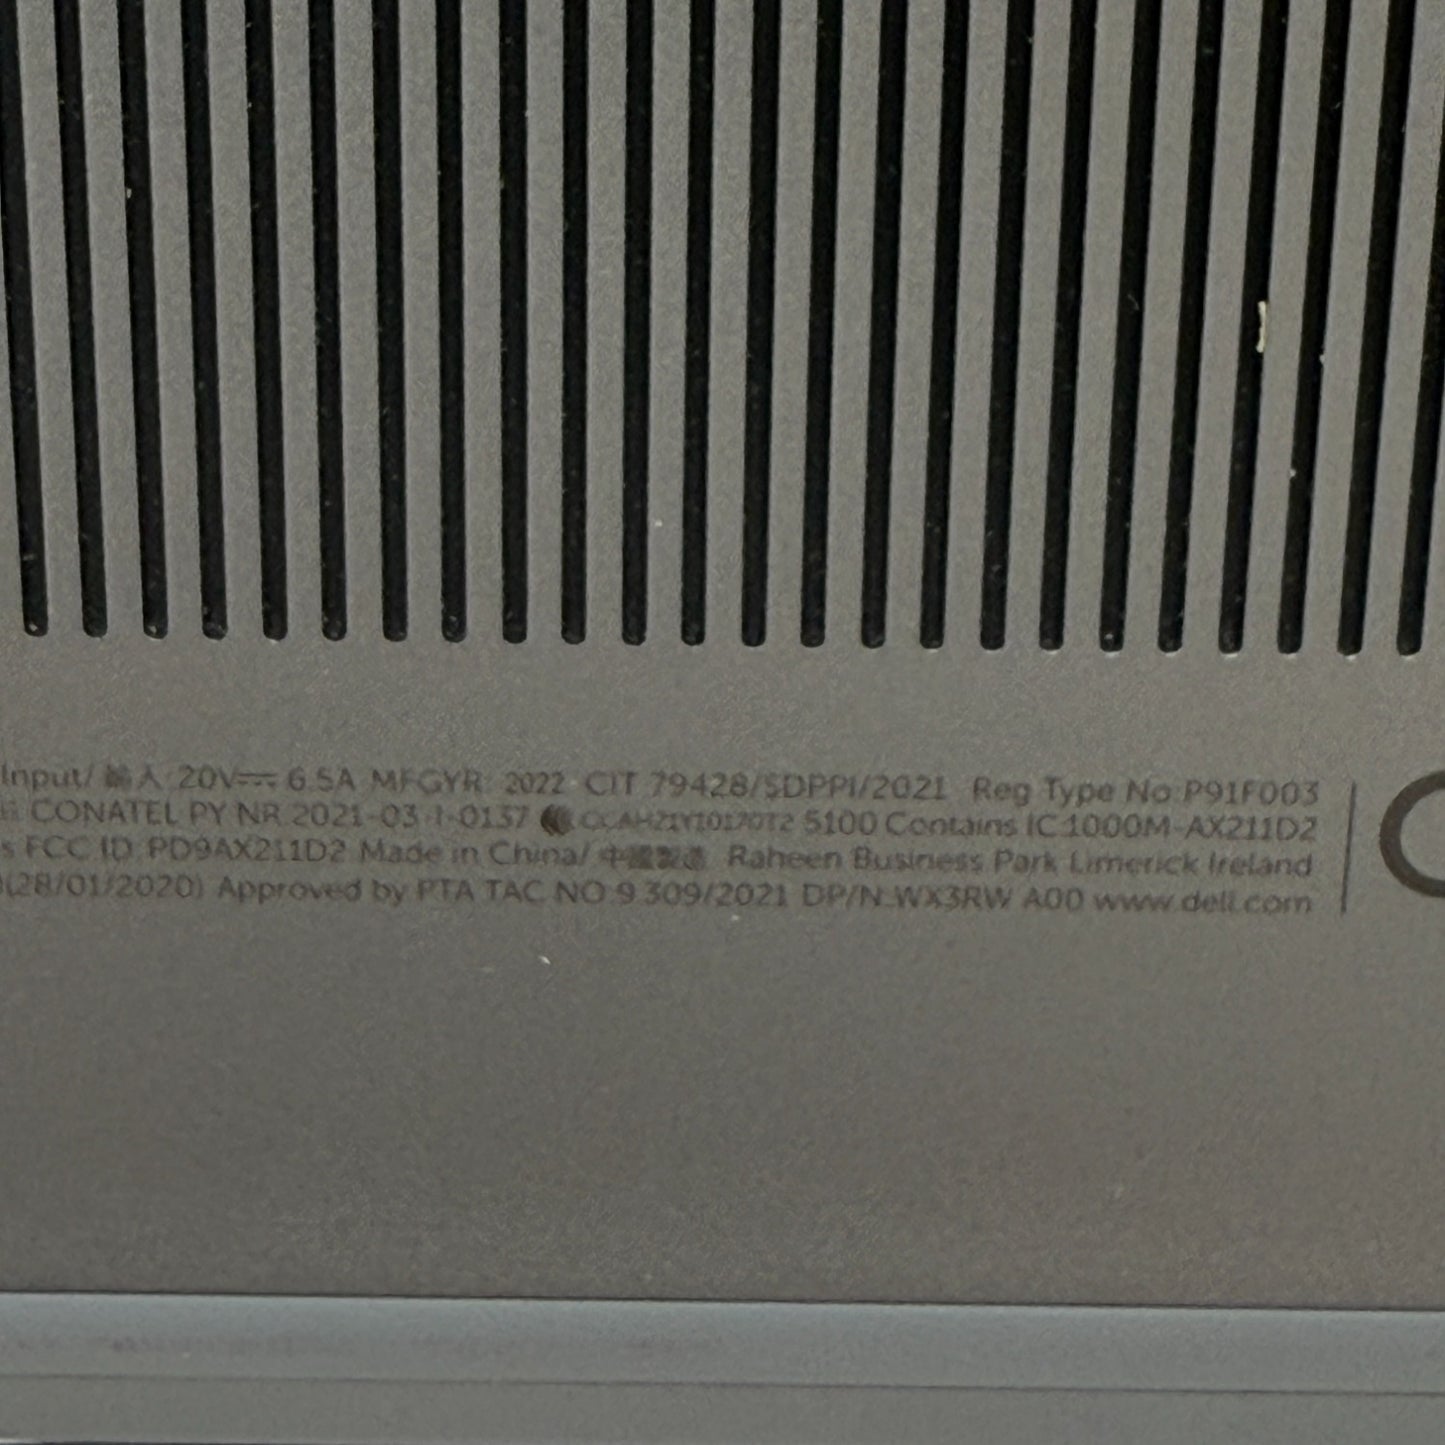 Input/ 輸入 20V⎓ 6.5A MFGYR: 2022 CIT 79428/SDPPI/2021 Reg Type No P91F003
CONATEL PY NR 2021-03-I-0137 CCAH21Y10170T2 5100 Contains IC:1000M-AX211D2
s FCC ID: PD9AX211D2 Made in China/ 中國製造 Raheen Business Park Limerick Ireland
(28/01/2020) Approved by PTA TAC NO 9.309/2021 DP/N WX3RW A00 www.dell.com